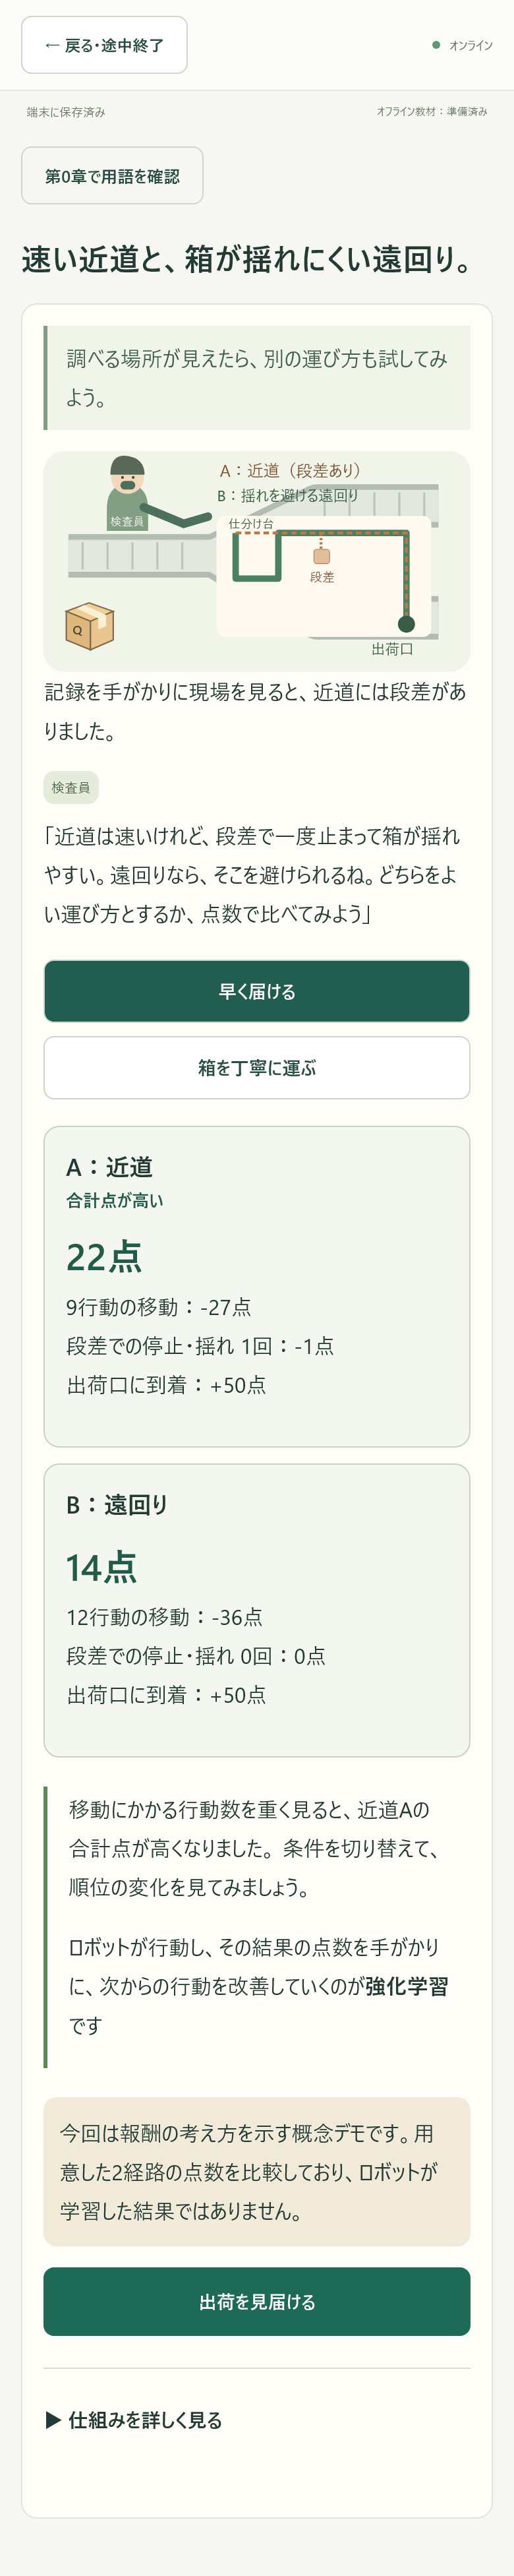 ← 戻る・途中終了
オンライン
端末に保存済み
オフライン教材：準備済み
第0章で用語を確認
速い近道と、箱が揺れにくい遠回り。
調べる場所が見えたら、別の運び方も試してみ
よう。
A：近道（段差あり）
B：揺れを避ける遠回り
検査員
仕分け台
段差
Q
出荷口
記録を手がかりに現場を見ると、近道には段差があ
りました。
検査員
「近道は速いけれど、段差で一度止まって箱が揺れ
やすい。遠回りなら、そこを避けられるね。どちらをよ
い運び方とするか、点数で比べてみよう」
早く届ける
箱を丁寧に運ぶ
A：近道
合計点が高い
22点
9行動の移動：-27点
段差での停止・揺れ 1回：-1点
出荷口に到着：+50点
B：遠回り
14点
12行動の移動：-36点
段差での停止・揺れ 0回：0点
出荷口に到着：+50点
移動にかかる行動数を重く見ると、近道Aの
合計点が高くなりました。条件を切り替えて、
順位の変化を見てみましょう。
ロボットが行動し、その結果の点数を手がかり
に、次からの行動を改善していくのが強化学習
です
今回は報酬の考え方を示す概念デモです。用
意した2経路の点数を比較しており、ロボットが
学習した結果ではありません。
出荷を見届ける
▶ 仕組みを詳しく見る